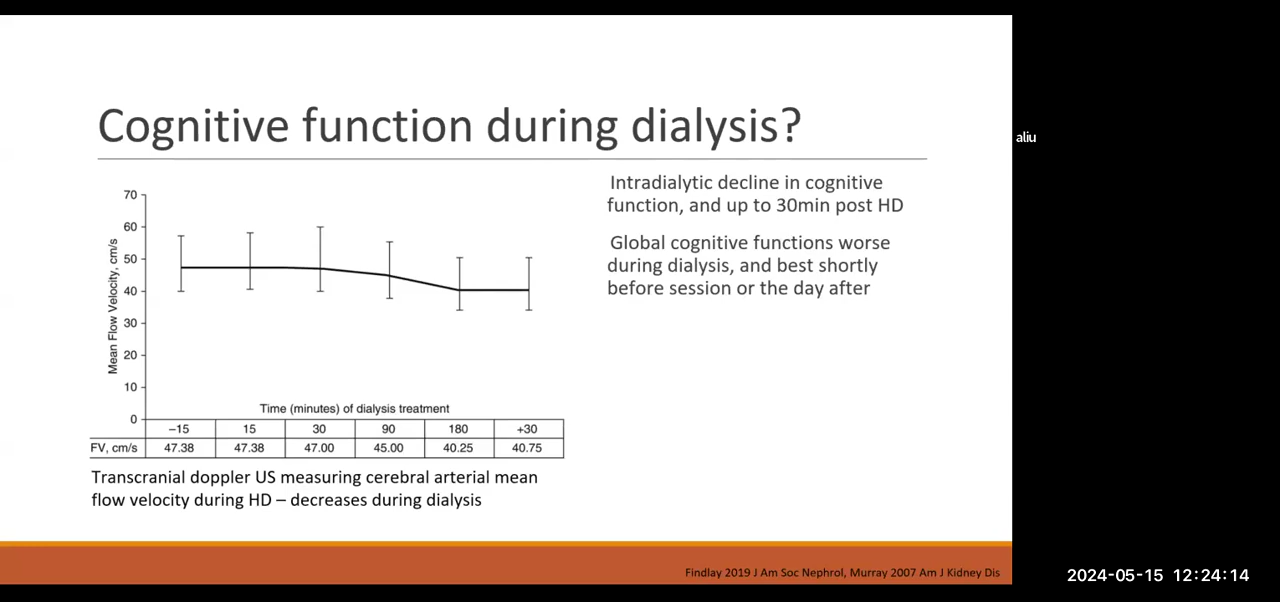 Cognitive function during dialysis?
aliu
Intradialytic decline in cognitive
function, and up to 30min post HD
Global cognitive functions worse
during dialysis, and best shortly
before session or the day after
Mean Flow Velocity, cm/s
70
60
50
40
30
20
10
0
Time (minutes) of dialysis treatment
–15 15 30 90 180 +30
FV, cm/s 47.38 47.38 47.00 45.00 40.25 40.75
Transcranial doppler US measuring cerebral arterial mean
flow velocity during HD – decreases during dialysis
Findlay 2019 J Am Soc Nephrol, Murray 2007 Am J Kidney Dis
2024-05-15 12:24:14